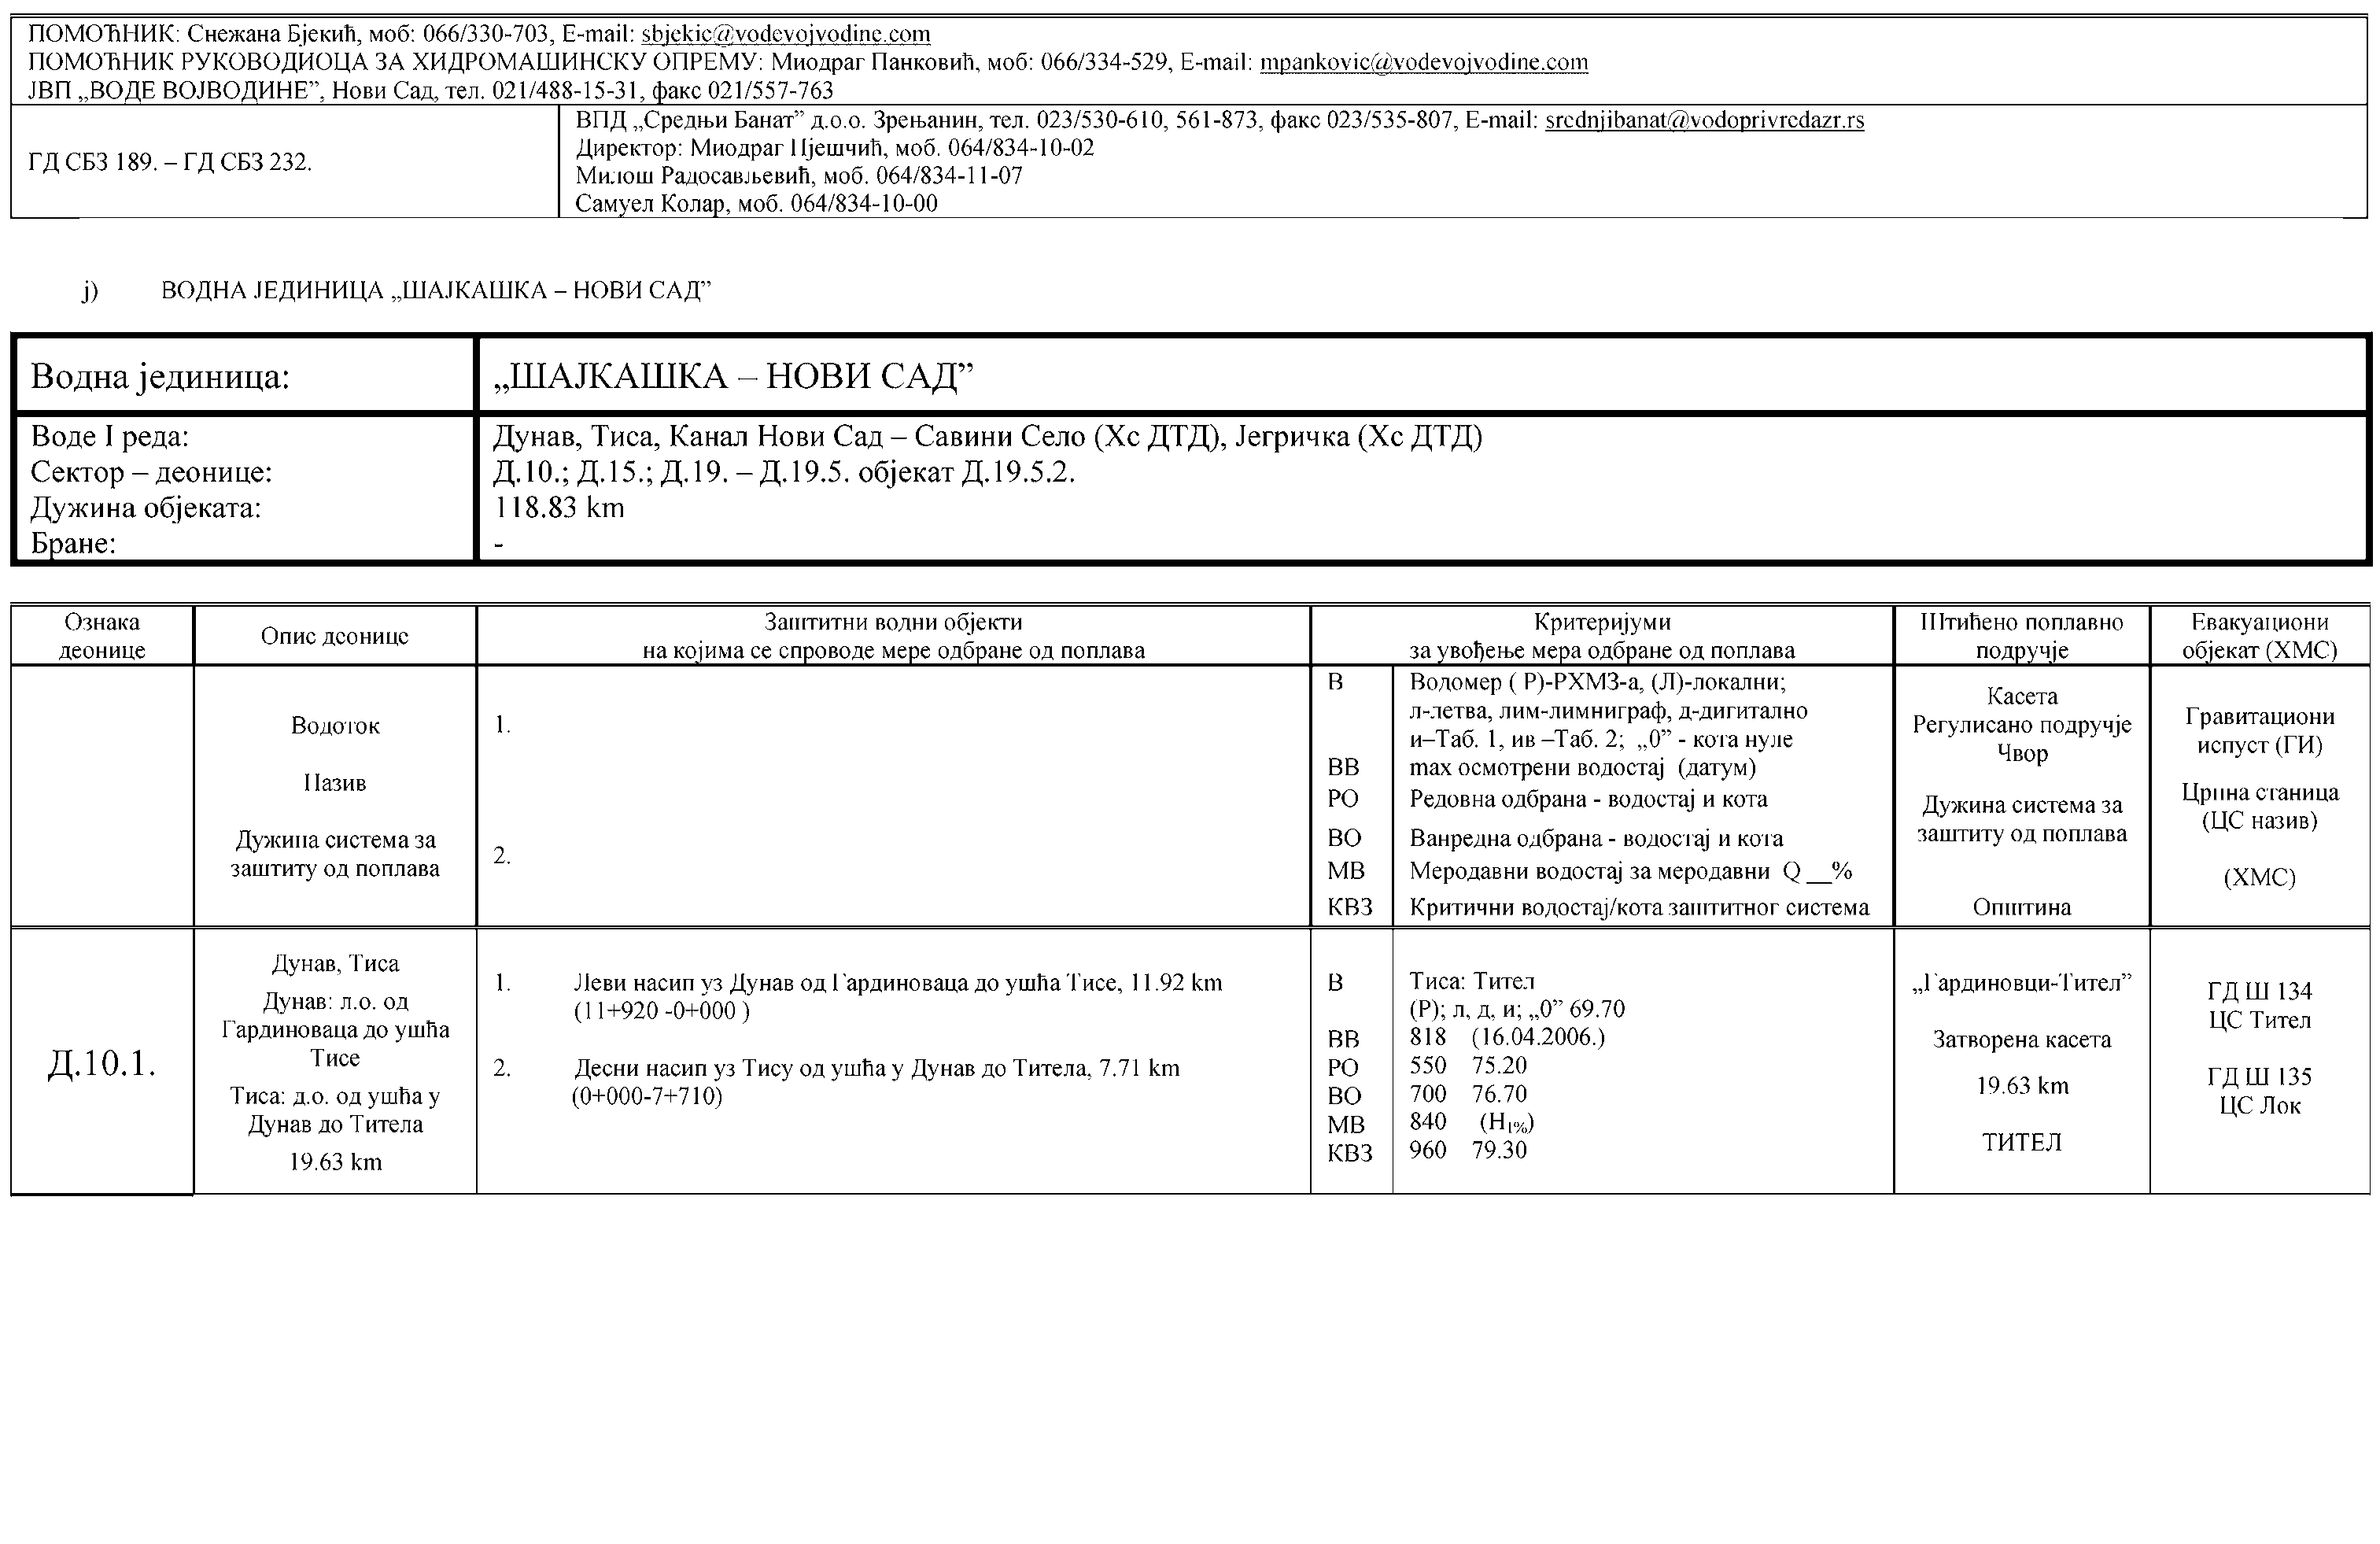 ПОМОЋНИК: Снежана Бјекић, моб: 066/330-703, E-mail: sbjekic@vodevojvodine.com
ПОМОЋНИК РУКОВОДИОЦА ЗА ХИДРОМАШИНСКУ ОПРЕМУ: Миодраг Панковић, моб: 066/334-529, E-mail: mpankovic@vodevojvodine.com
ЈВП „ВОДЕ ВОЈВОДИНЕ”, Нови Сад, тел. 021/488-15-31, факс 021/557-763
ГД СБЗ 189. – ГД СБЗ 232.
ВПД „Средњи Банат” д.о.о. Зрењанин, тел. 023/530-610, 561-873, факс 023/535-807, E-mail: srednjibanat@vodoprivredazr.rs
Директор: Миодраг Пјешчић, моб. 064/834-10-02
Милош Радосављевић, моб. 064/834-11-07
Самуел Колар, моб. 064/834-10-00
ј) ВОДНА ЈЕДИНИЦА „ШАЈКАШКА – НОВИ САД”
Водна јединица: „ШАЈКАШКА – НОВИ САД”
Воде I реда: Дунав, Тиса, Канал Нови Сад – Савини Село (Хс ДТД), Јегричка (Хс ДТД)
Сектор – деонице: Д.10.; Д.15.; Д.19. – Д.19.5. објекат Д.19.5.2.
Дужина објеката: 118.83 km
Бране: -
Ознака
деонице
Опис деонице
Заштитни водни објекти
на којима се спроводе мере одбране од поплава
Критеријуми
за увођење мера одбране од поплава
Штићено поплавно
подручје
Евакуациони
објекат (ХМС)
Водоток
Назив
Дужина система за
заштиту од поплава
1.
2.
В Водомер ( Р)-РХМЗ-а, (Л)-локални;
л-летва, лим-лимниграф, д-дигитално
и–Таб. 1, ив –Таб. 2; „0” - кота нуле
ВВ max осмотрени водостај (датум)
РО Редовна одбрана - водостај и кота
ВО Ванредна одбрана - водостај и кота
МВ Меродавни водостај за меродавни Q __%
КВЗ Критични водостај/кота заштитног система
Касета
Регулисано подручје
Чвор
Дужина система за
заштиту од поплава
Општина
Гравитациони
испуст (ГИ)
Црпна станица
(ЦС назив)
(ХМС)
Д.10.1.
Дунав, Тиса
Дунав: л.о. од
Гардиноваца до ушћа
Тисе
Тиса: д.о. од ушћа у
Дунав до Титела
19.63 km
1. Леви насип уз Дунав од Гардиноваца до ушћа Тисе, 11.92 km
(11+920 -0+000 )
2. Десни насип уз Тису од ушћа у Дунав до Титела, 7.71 km
(0+000-7+710)
В Тиса: Тител
(Р); л, д, и; „0” 69.70
ВВ 818 (16.04.2006.)
РО 550 75.20
ВО 700 76.70
МВ 840 (H1%)
КВЗ 960 79.30
„Гардиновци-Тител”
Затворена касета
19.63 km
ТИТЕЛ
ГД Ш 134
ЦС Тител
ГД Ш 135
ЦС Лок